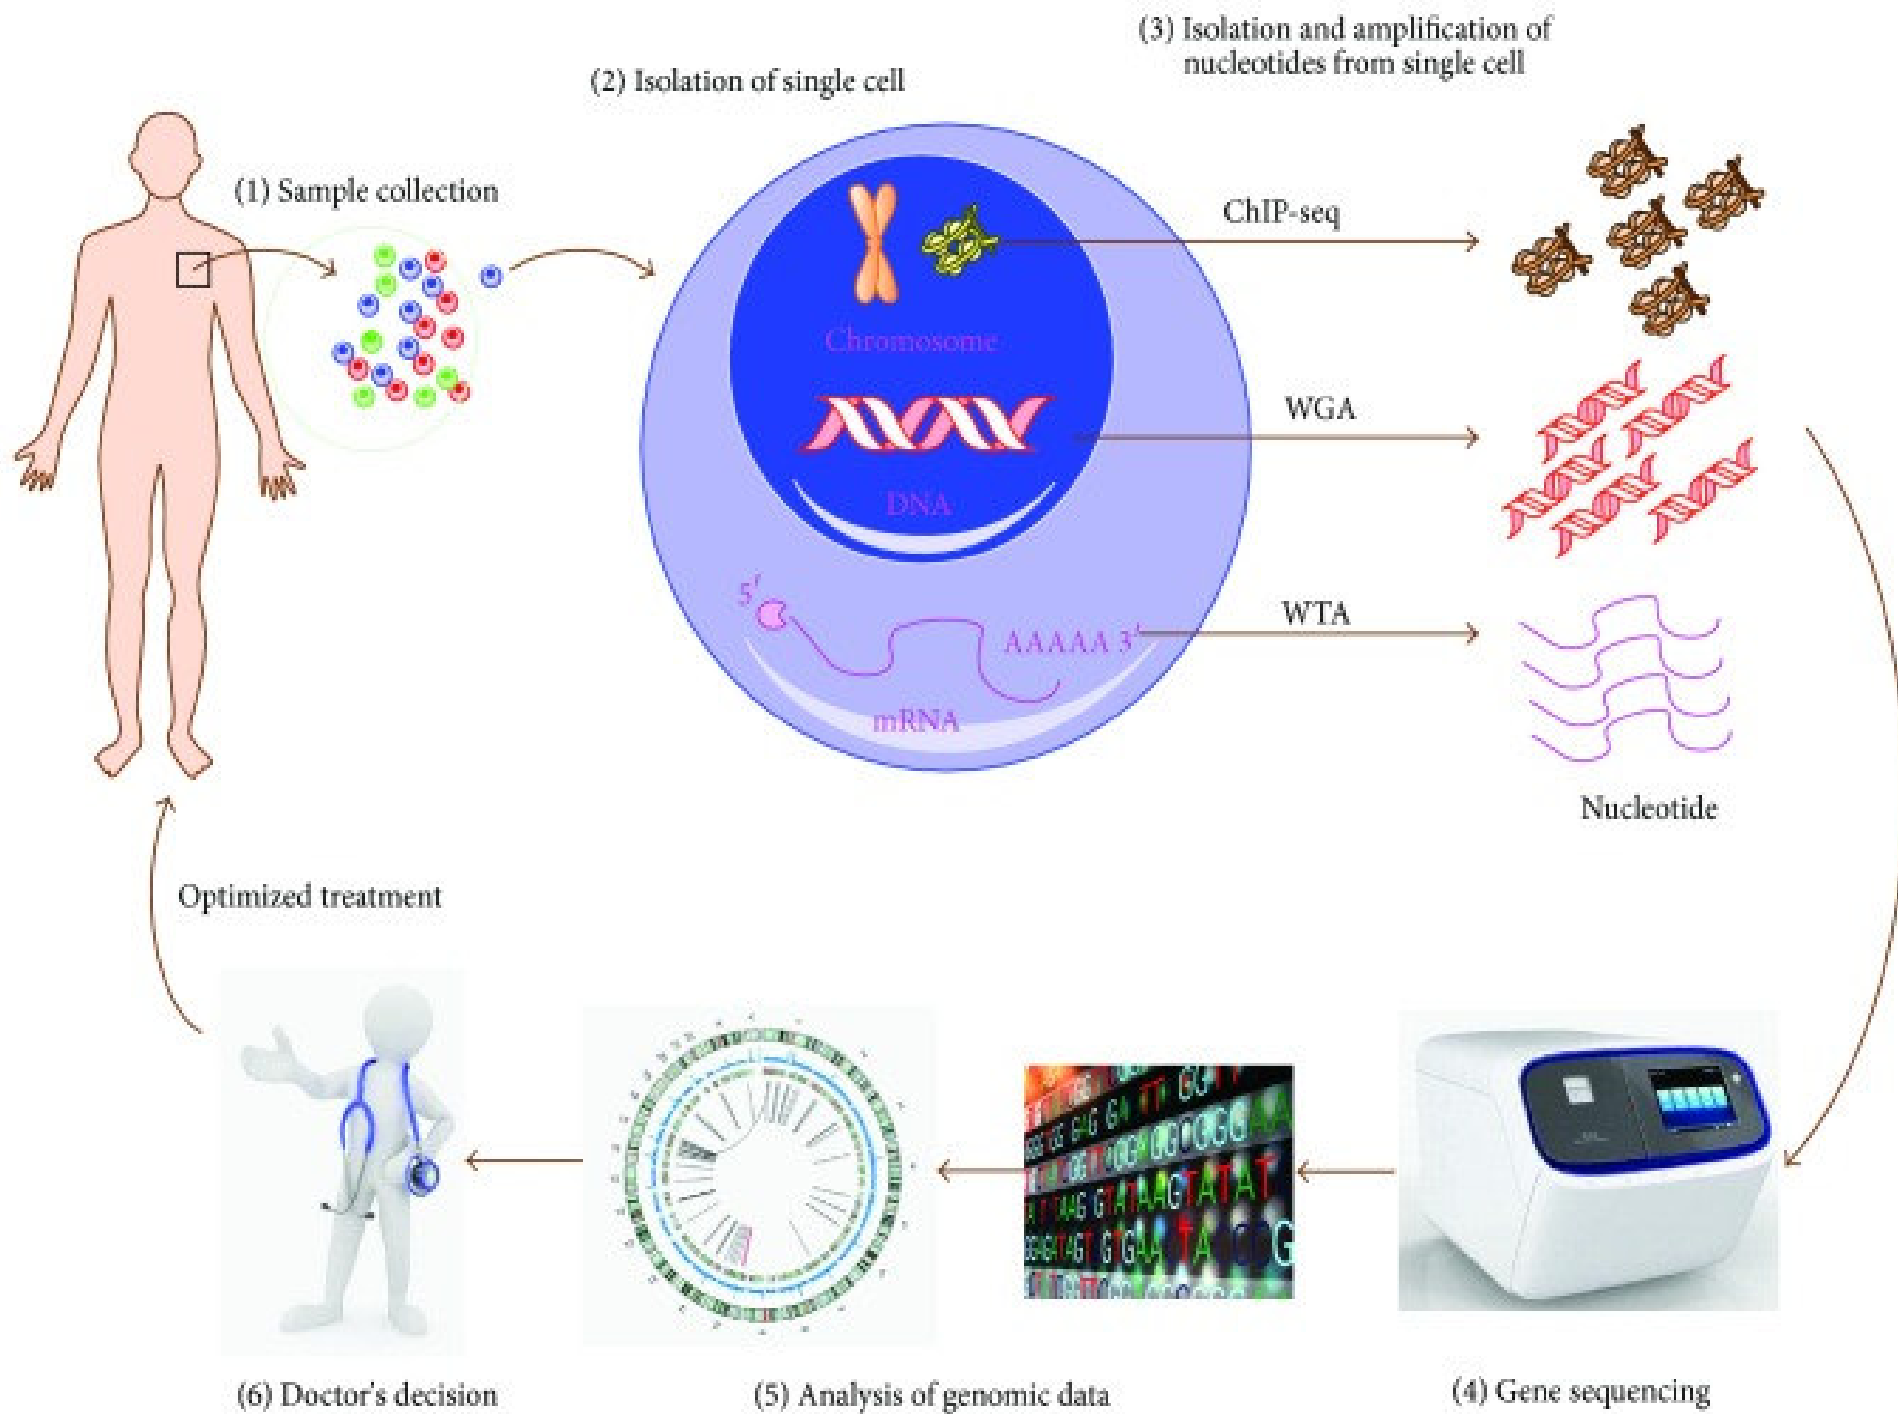 (3) Isolation and amplification of
nucleotides from single cell
(2) Isolation of single cell
(1) Sample collection
ChIP-seq
Chromosome
WGA
DNA
5′
WTA
AAAAA 3′
mRNA
Nucleotide
Optimized treatment
(6) Doctor's decision
(5) Analysis of genomic data
(4) Gene sequencing